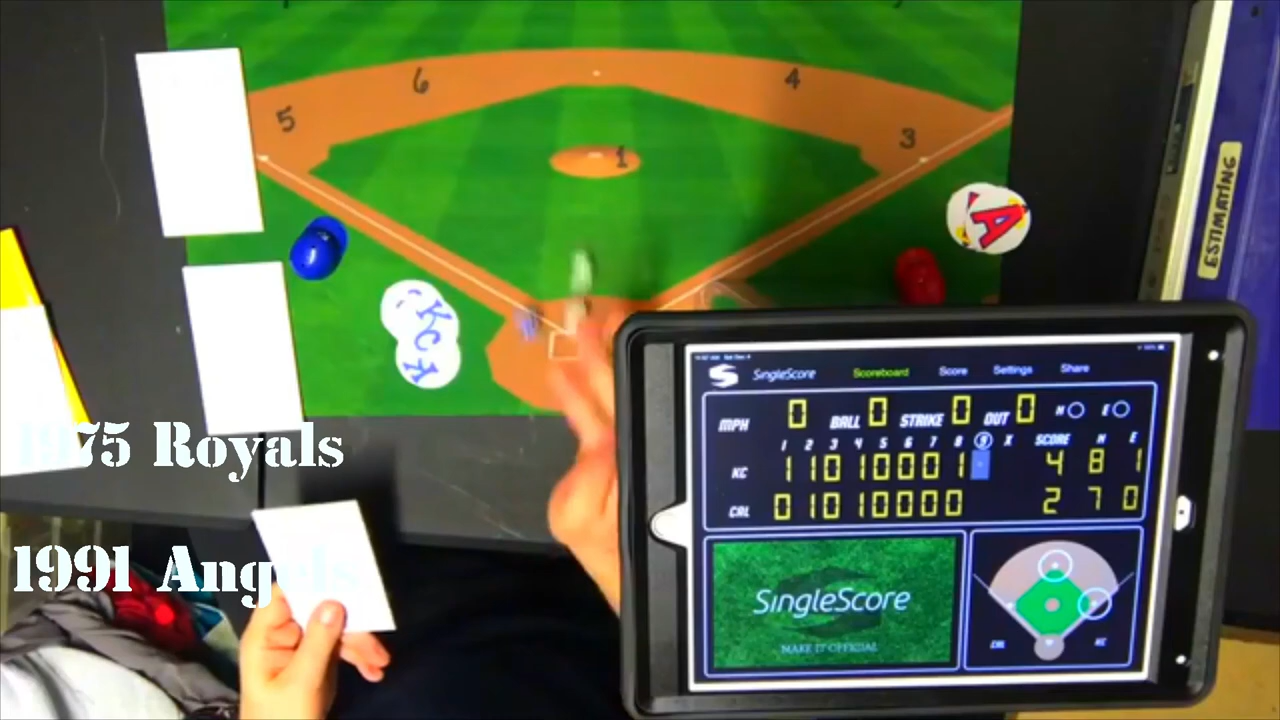 6
4
5
3
1
A
KC
ESTIMATING
SingleScore Scoreboard Score Settings Share
MPH 0 BALL 0 STRIKE 0 OUT 0 H E
1 2 3 4 5 6 7 8 9 X SCORE H E
KC 1 1 0 1 0 0 0 1 4 8 1
CAL 0 1 0 1 0 0 0 0 2 7 0
SingleScore
MAKE IT OFFICIAL
CAL KC
1975 Royals
1991 Angels